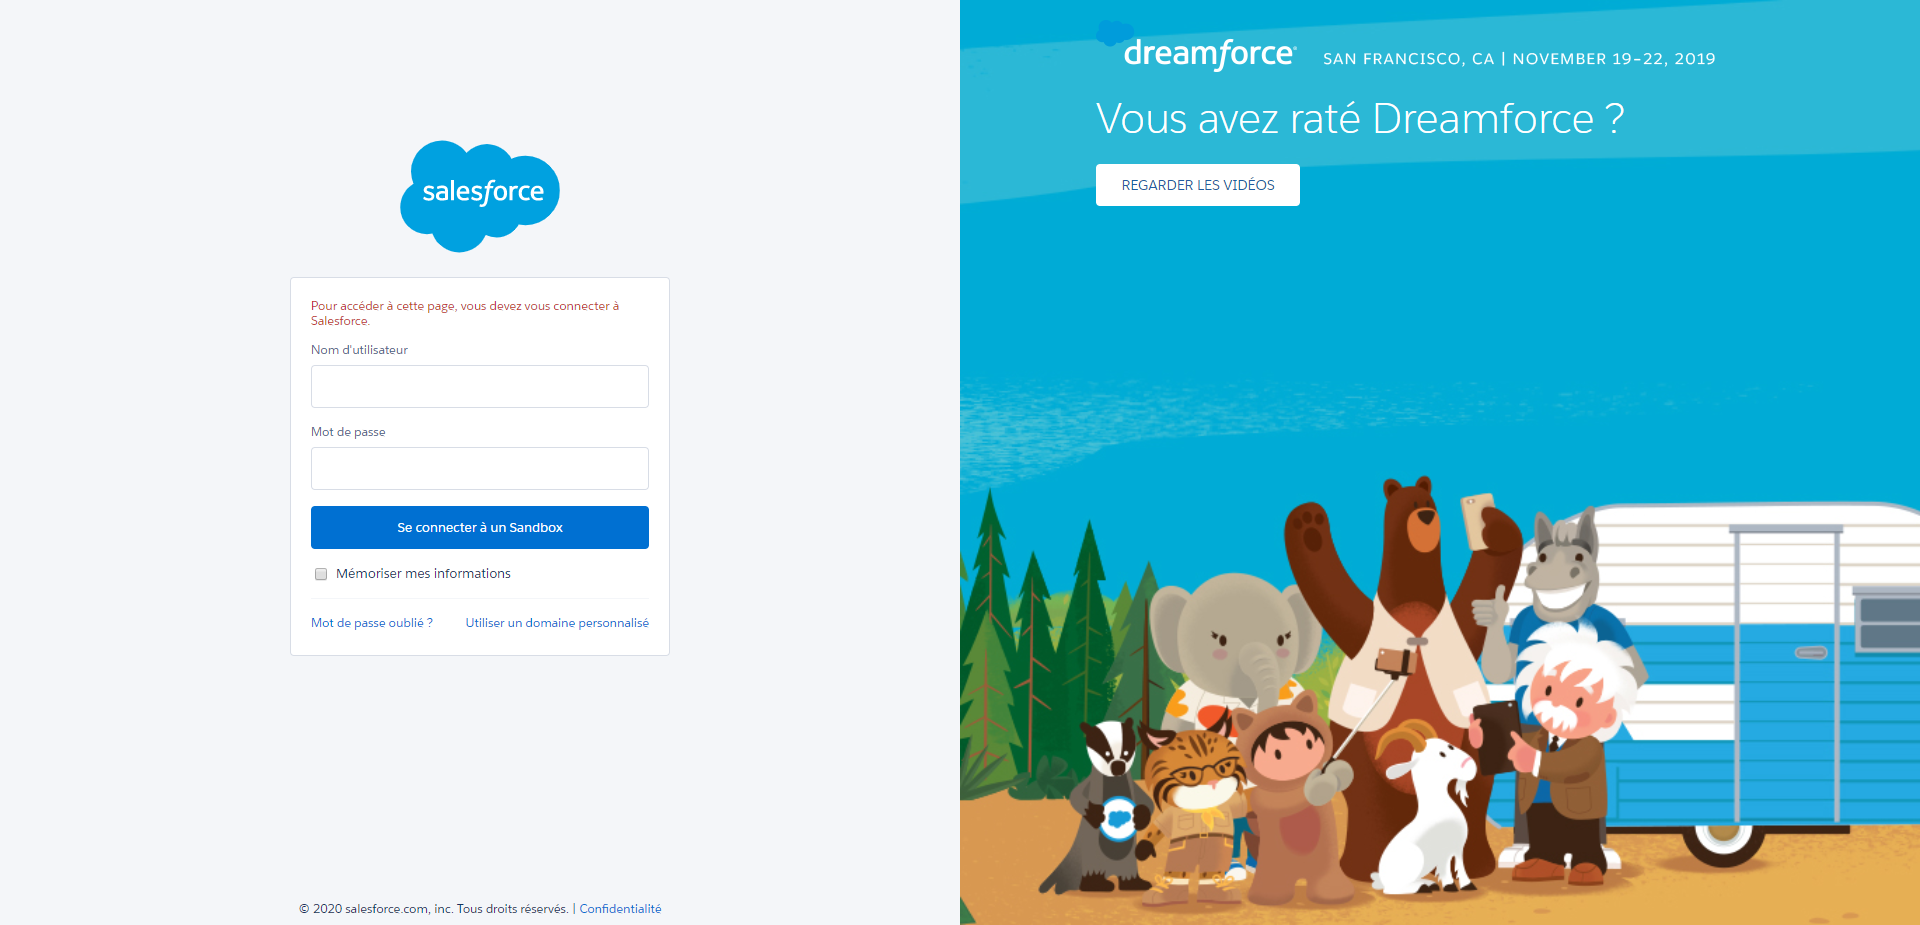 salesforce
Pour accéder à cette page, vous devez vous connecter à
Salesforce.
Nom d'utilisateur
Mot de passe
Se connecter à un Sandbox
Mémoriser mes informations
Mot de passe oublié ?
Utiliser un domaine personnalisé
© 2020 salesforce.com, inc. Tous droits réservés. | Confidentialité
dreamforce
SAN FRANCISCO, CA | NOVEMBER 19-22, 2019
Vous avez raté Dreamforce ?
REGARDER LES VIDÉOS